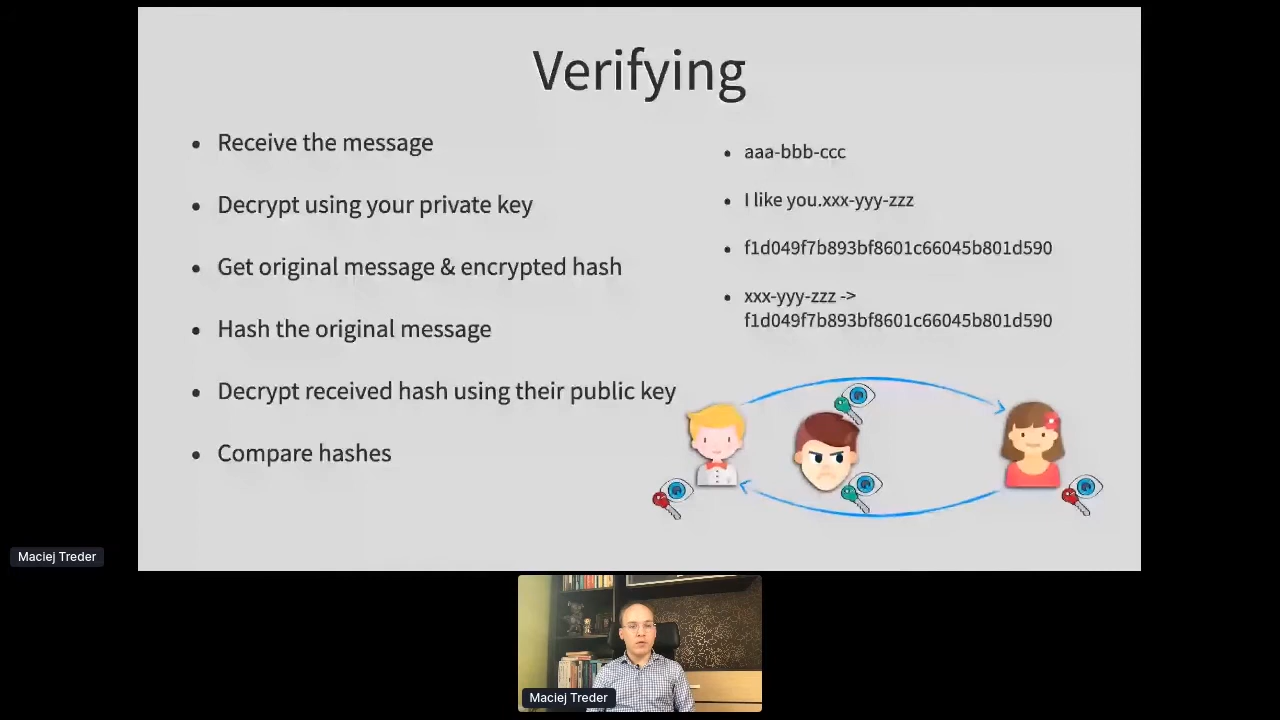 Verifying
Receive the message
Decrypt using your private key
Get original message & encrypted hash
Hash the original message
Decrypt received hash using their public key
Compare hashes
aaa-bbb-ccc
I like you.xxx-yyy-zzz
f1d049f7b893bf8601c66045b801d590
xxx-yyy-zzz ->
f1d049f7b893bf8601c66045b801d590
Maciej Treder
Maciej Treder